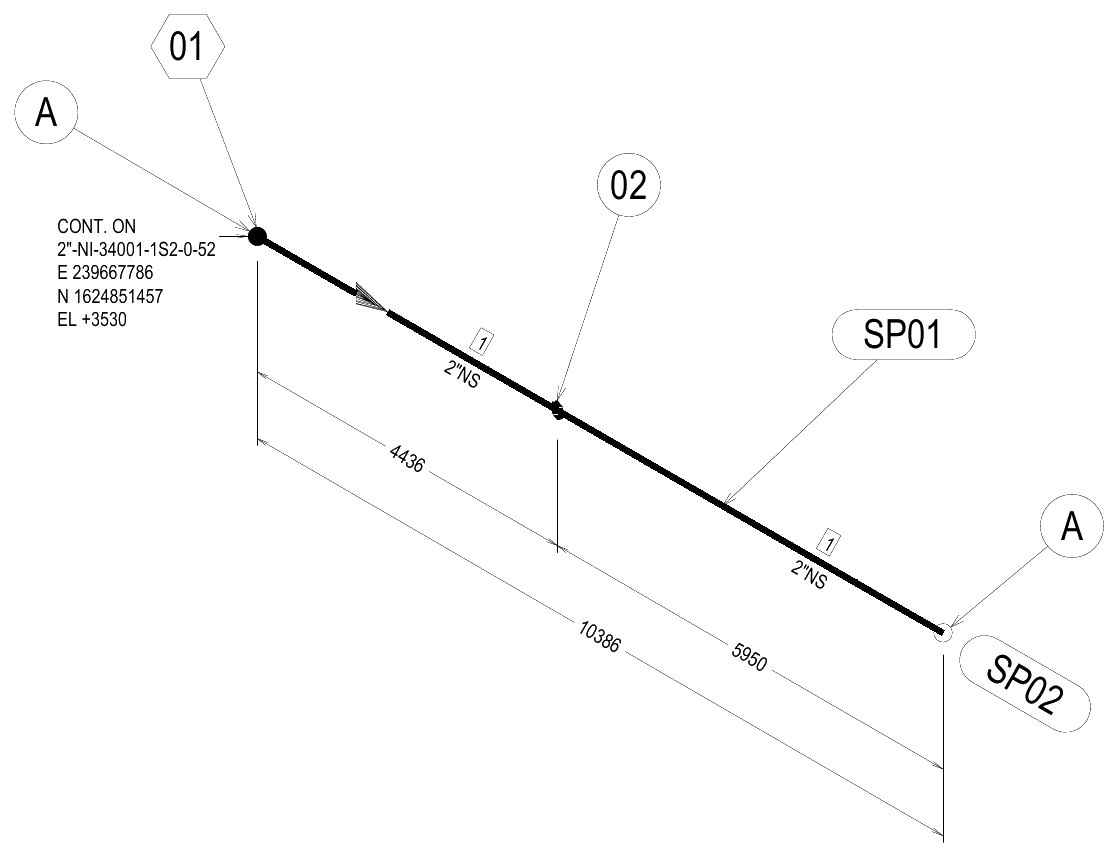 01
A
02
CONT. ON
2"-NI-34001-1S2-0-52
E 239667786
N 1624851457
EL +3530
SP01
1
2"NS
4436
A
1
2"NS
10386
5950
SP02